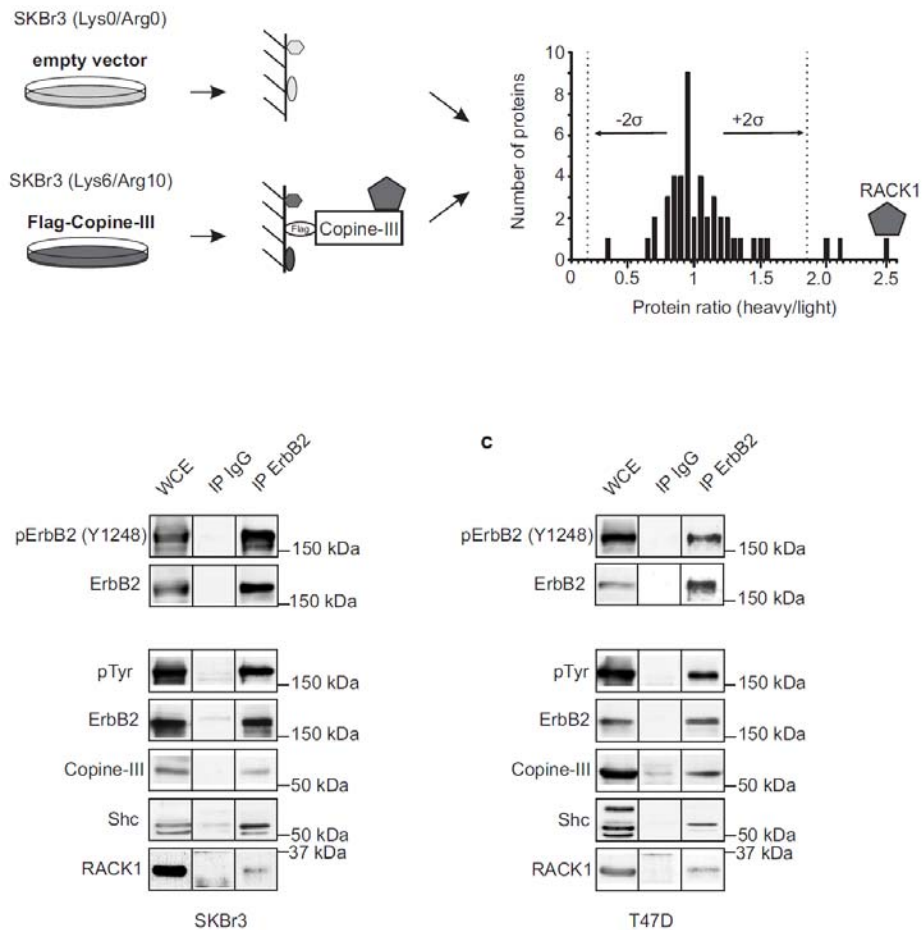 SKBr3 (Lys0/Arg0)
empty vector
SKBr3 (Lys6/Arg10)
Flag-Copine-III
Flag
Copine-III
Number of proteins
10
8
6
4
2
0
-2σ
+2σ
RACK1
0
0.5
1
1.5
2.0
2.5
Protein ratio (heavy/light)
WCE
IP IgG
IP ErbB2
pErbB2 (Y1248)
150 kDa
ErbB2
150 kDa
pTyr
150 kDa
ErbB2
150 kDa
Copine-III
50 kDa
Shc
50 kDa
37 kDa
RACK1
SKBr3
c
WCE
IP IgG
IP ErbB2
pErbB2 (Y1248)
150 kDa
ErbB2
150 kDa
pTyr
150 kDa
ErbB2
150 kDa
Copine-III
50 kDa
Shc
50 kDa
37 kDa
RACK1
T47D